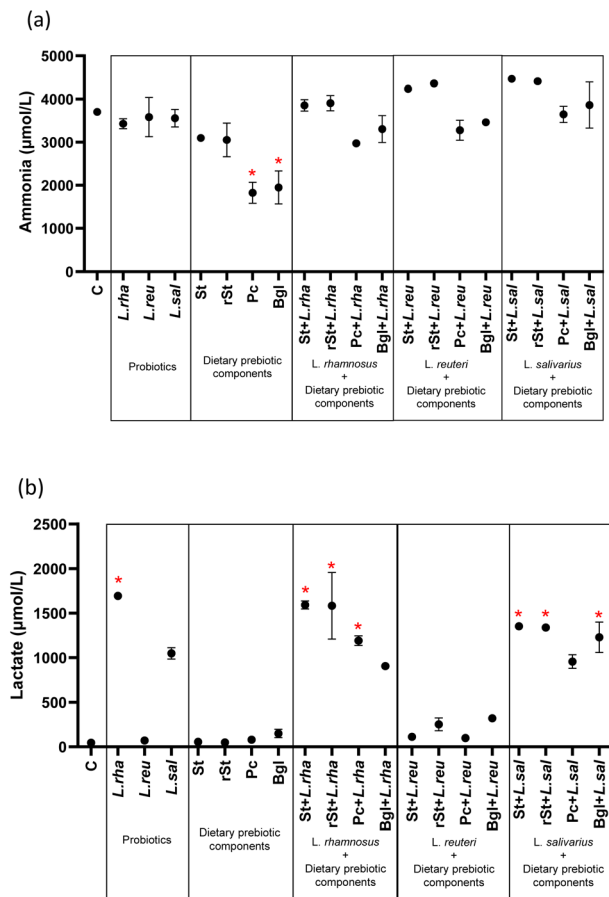 (a)
Ammonia (μmol/L)
5000
4000
3000
2000
1000
0
*
*
C
L.rha
L.reu
L.sal
St
rSt
Pc
Bgl
St+L.rha
rSt+L.rha
Pc+L.rha
Bgl+L.rha
St+L.reu
rSt+L.reu
Pc+L.reu
Bgl+L.reu
St+L.sal
rSt+L.sal
Pc+L.sal
Bgl+L.sal
Probiotics
Dietary prebiotic
components
L. rhamnosus
+
Dietary prebiotic
components
L. reuteri
+
Dietary prebiotic
components
L. salivarius
+
Dietary prebiotic
components
(b)
Lactate (μmol/L)
2500
2000
1500
1000
500
0
*
*
*
*
*
*
*
C
L.rha
L.reu
L.sal
St
rSt
Pc
Bgl
St+L.rha
rSt+L.rha
Pc+L.rha
Bgl+L.rha
St+L.reu
rSt+L.reu
Pc+L.reu
Bgl+L.reu
St+L.sal
rSt+L.sal
Pc+L.sal
Bgl+L.sal
Probiotics
Dietary prebiotic
components
L. rhamnosus
+
Dietary prebiotic
components
L. reuteri
+
Dietary prebiotic
components
L. salivarius
+
Dietary prebiotic
components